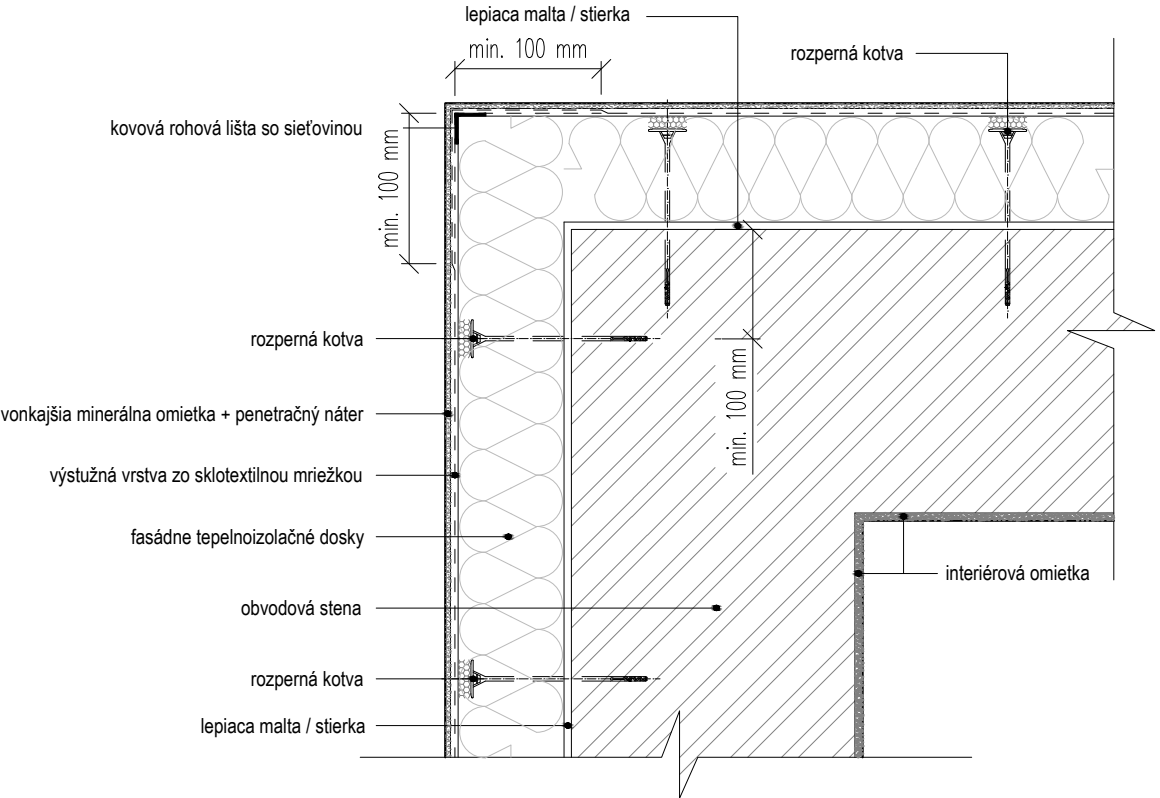 lepiaca malta / stierka
min. 100 mm
rozperná kotva
kovová rohová lišta so sieťovinou
min. 100 mm
rozperná kotva
min. 100 mm
vonkajšia minerálna omietka + penetračný náter
výstužná vrstva zo sklotextilnou mriežkou
fasádne tepelnoizolačné dosky
interiérová omietka
obvodová stena
rozperná kotva
lepiaca malta / stierka